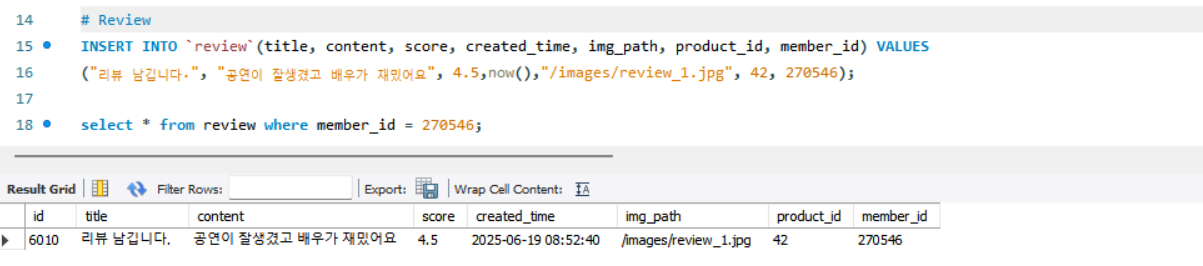 14 # Review
15 INSERT INTO `review`(title, content, score, created_time, img_path, product_id, member_id) VALUES
16 ("리뷰 남깁니다.", "공연이 잘생겼고 배우가 재밌어요", 4.5,now(),"/images/review_1.jpg", 42, 270546);
17
18 select * from review where member_id = 270546;
Result Grid Filter Rows: Export: Wrap Cell Content: IA
id title content score created_time img_path product_id member_id
6010 리뷰 남깁니다. 공연이 잘생겼고 배우가 재밌어요 4.5 2025-06-19 08:52:40 /images/review_1.jpg 42 270546